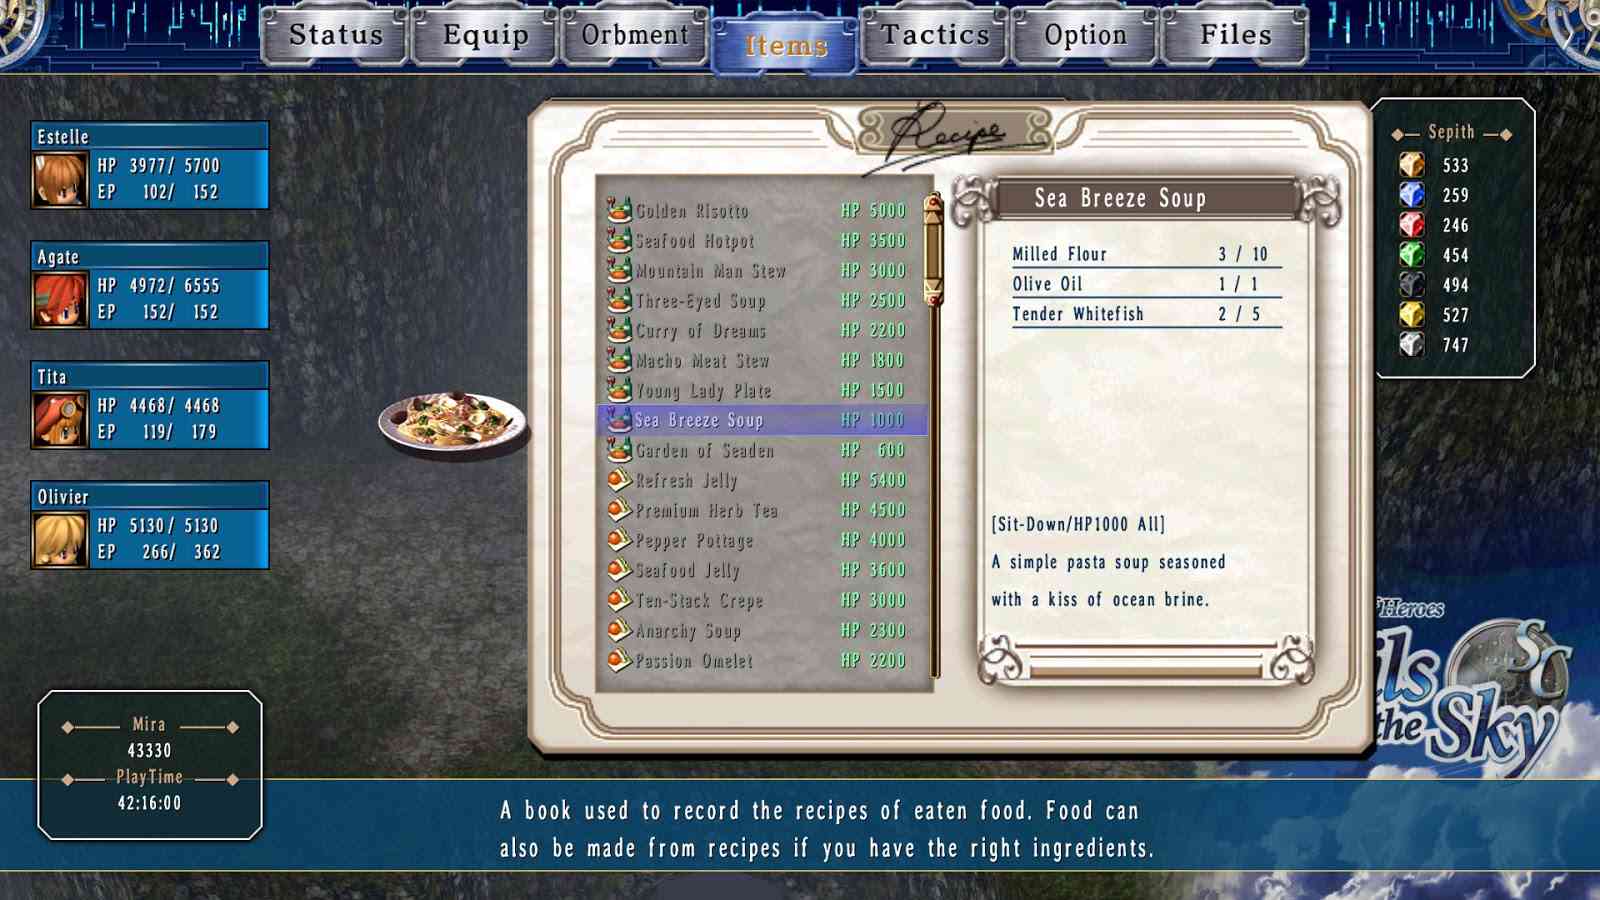 Status Equip Orbment Items Tactics Option Files
Estelle
HP 3977/ 5700
EP 102/ 152
Agate
HP 4972/ 6555
EP 152/ 152
Tita
HP 4468/ 4468
EP 119/ 179
Olivier
HP 5130/ 5130
EP 266/ 362
Mira
43330
PlayTime
42:16:00
Recipe
Golden Risotto HP 5000
Seafood Hotpot HP 3500
Mountain Man Stew HP 3000
Three-Eyed Soup HP 2500
Curry of Dreams HP 2200
Macho Meat Stew HP 1800
Young Lady Plate HP 1500
Sea Breeze Soup HP 1000
Garden of Seaden HP 600
Refresh Jelly HP 5400
Premium Herb Tea HP 4500
Pepper Pottage HP 4000
Seafood Jelly HP 3600
Ten-Stack Crepe HP 3000
Anarchy Soup HP 2300
Passion Omelet HP 2200
Sea Breeze Soup
Milled Flour 3 / 10
Olive Oil 1 / 1
Tender Whitefish 2 / 5
[Sit-Down/HP1000 All]
A simple pasta soup seasoned
with a kiss of ocean brine.
Sepith
533
259
246
454
494
527
747
Heroes
ils
the Sky
SC
A book used to record the recipes of eaten food. Food can
also be made from recipes if you have the right ingredients.